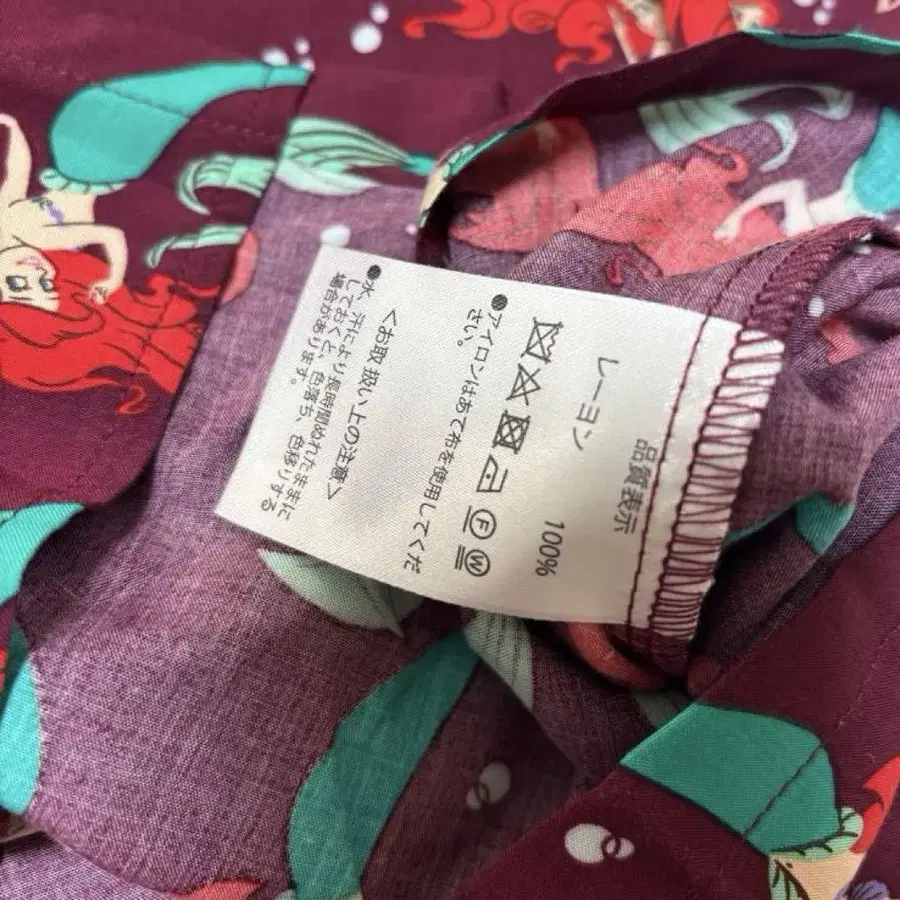 品質表示
レーヨン 100%
F W
●アイロンはあて布を使用してくだ
さい。
<お取扱い上の注意>
●水、汗により長時間ぬれたままに
しておくと、色落ち、色移りする
場合があります。